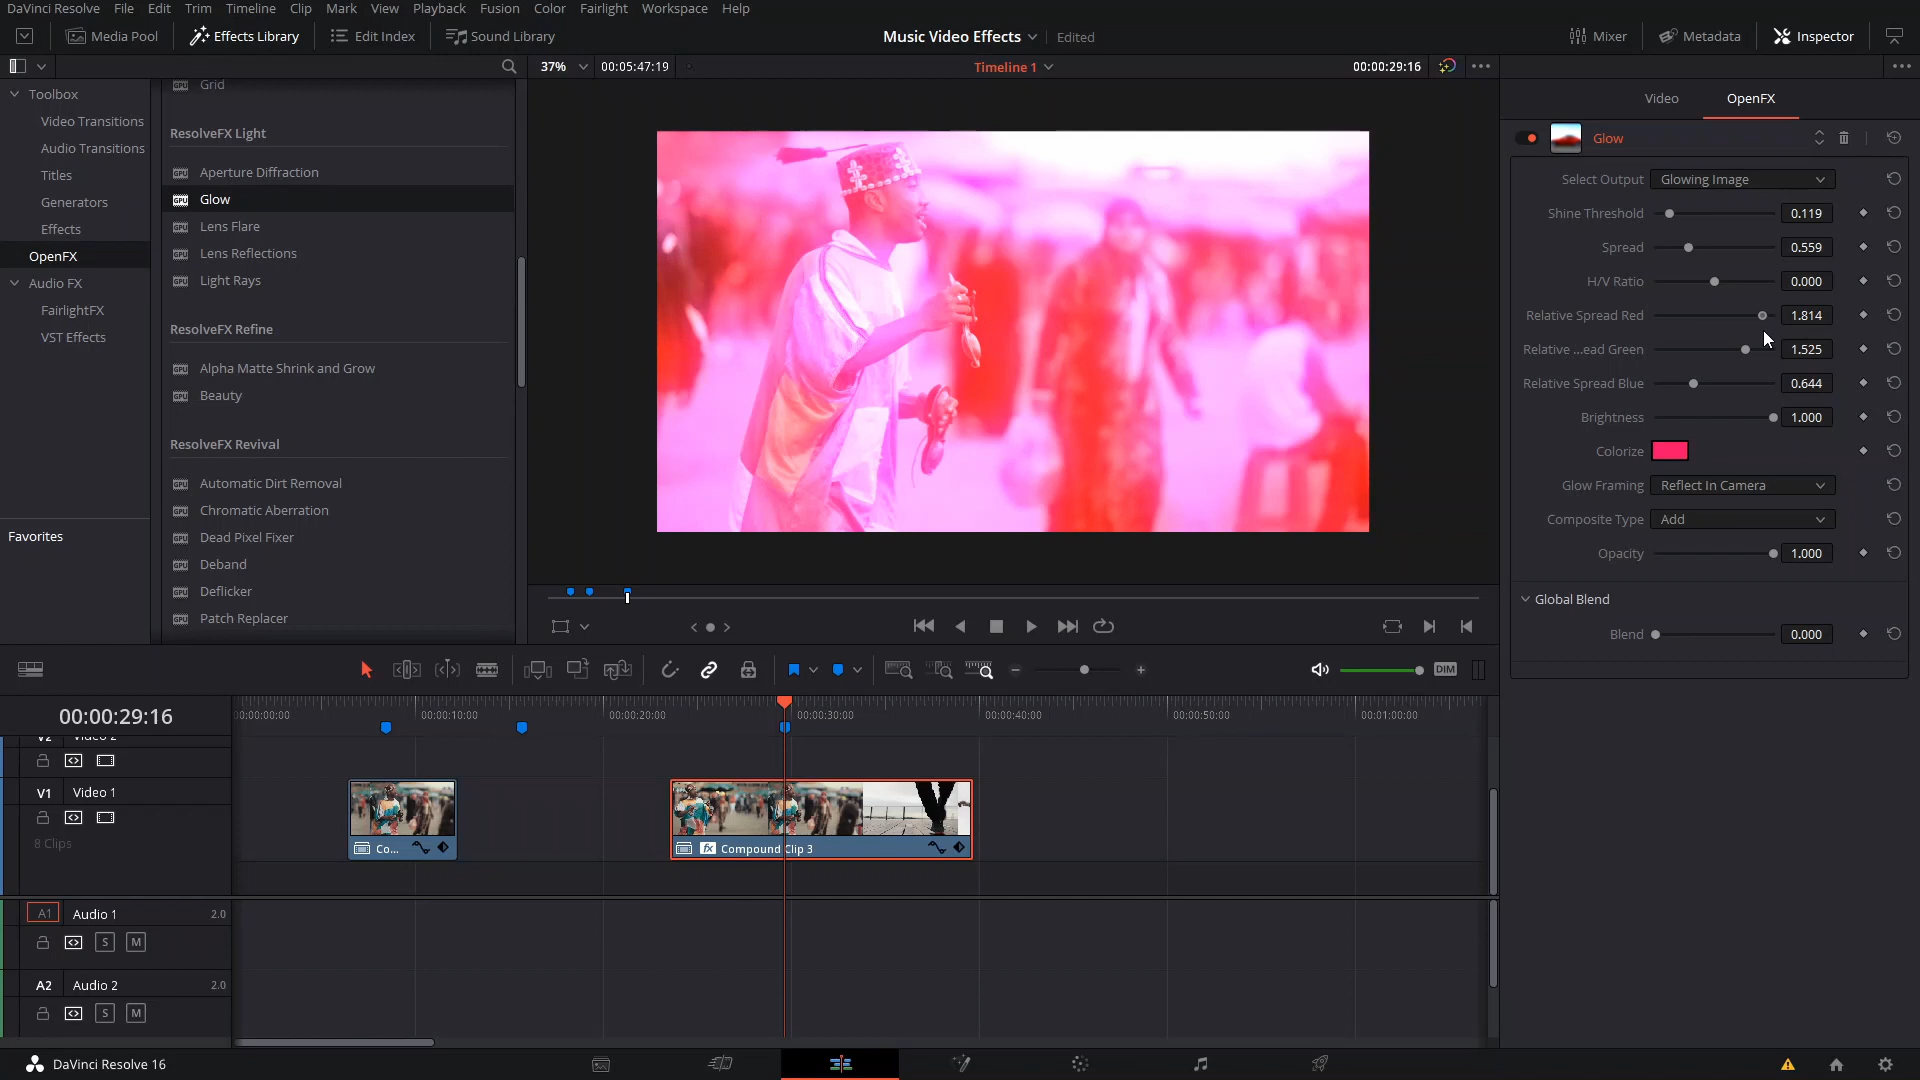 DaVinci Resolve File Edit Trim Timeline Clip Mark View Playback Fusion Color Fairlight Workspace Help
Media Pool Effects Library Edit Index Sound Library
Music Video Effects Edited
Mixer Metadata Inspector
37% 00:05:47:19 Timeline 1 00:00:29:16
Toolbox
Video Transitions
Audio Transitions
Titles
Generators
Effects
OpenFX
Audio FX
FairlightFX
VST Effects
Favorites
Grid
ResolveFX Light
Aperture Diffraction
Glow
Lens Flare
Lens Reflections
Light Rays
ResolveFX Refine
Alpha Matte Shrink and Grow
Beauty
ResolveFX Revival
Automatic Dirt Removal
Chromatic Aberration
Dead Pixel Fixer
Deband
Deflicker
Patch Replacer
Video OpenFX
Glow
Select Output Glowing Image
Shine Threshold 0.119
Spread 0.559
H/V Ratio 0.000
Relative Spread Red 1.814
Relative ...ead Green 1.525
Relative Spread Blue 0.644
Brightness 1.000
Colorize
Glow Framing Reflect In Camera
Composite Type Add
Opacity 1.000
Global Blend
Blend 0.000
DIM
00:00:29:16
00:00:00 00:00:10:00 00:00:20:00 00:00:30:00 00:00:40:00 00:00:50:00 00:01:00:00
V2 Video 2
V1 Video 1
8 Clips
Co...
fx Compound Clip 3
A1 Audio 1 2.0
S M
A2 Audio 2 2.0
S M
DaVinci Resolve 16